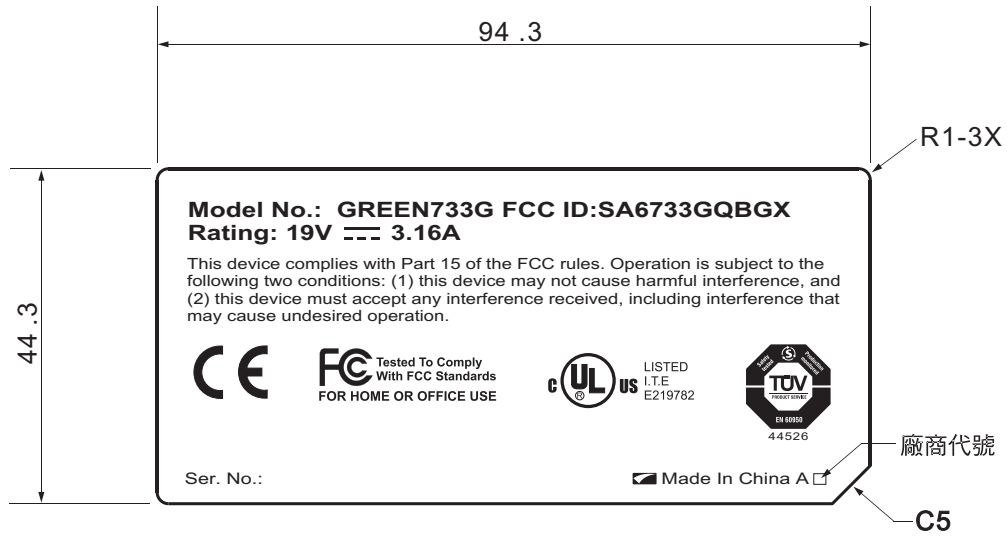 94 .3
R1-3X
44 .3
Model No.: GREEN733G FCC ID:SA6733GQBGX
Rating: 19V 3.16A
This device complies with Part 15 of the FCC rules. Operation is subject to the
following two conditions: (1) this device may not cause harmful interference, and
(2) this device must accept any interference received, including interference that
may cause undesired operation.
CE
FC Tested To Comply
With FCC Standards
FOR HOME OR OFFICE USE
C UL US
®
LISTED
I.T.E
E219782
Safety tested
S
Production monitored
TÜV
PRODUCT SERVICE
EN 60950
44526
廠商代號
Ser. No.:
Made In China A□
C5